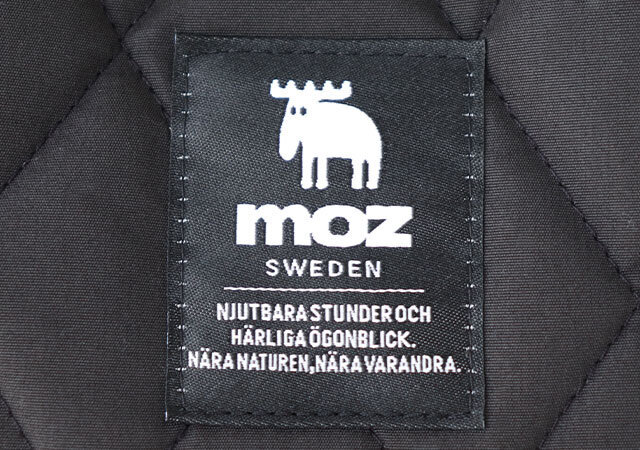 moz
SWEDEN
NJUTBARA STUNDER OCH
HÄRLIGA ÖGONBLICK.
NÄRA NATUREN, NÄRA VARANDRA.